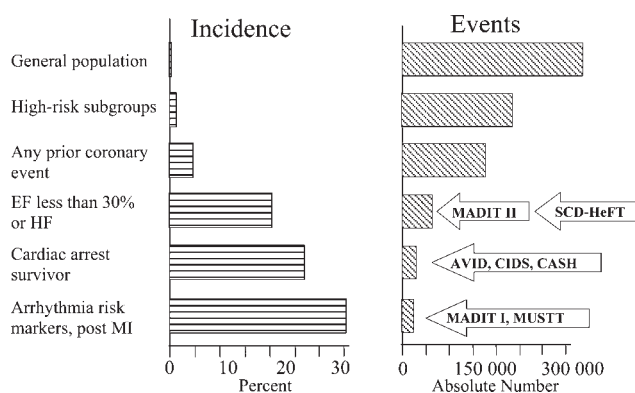 Incidence
Events
General population
High-risk subgroups
Any prior coronary
event
EF less than 30%
or HF
MADIT II
SCD-HeFT
Cardiac arrest
survivor
AVID, CIDS, CASH
Arrhythmia risk
markers, post MI
MADIT I, MUSTT
0 10 20 30
Percent
0 150 000 300 000
Absolute Number